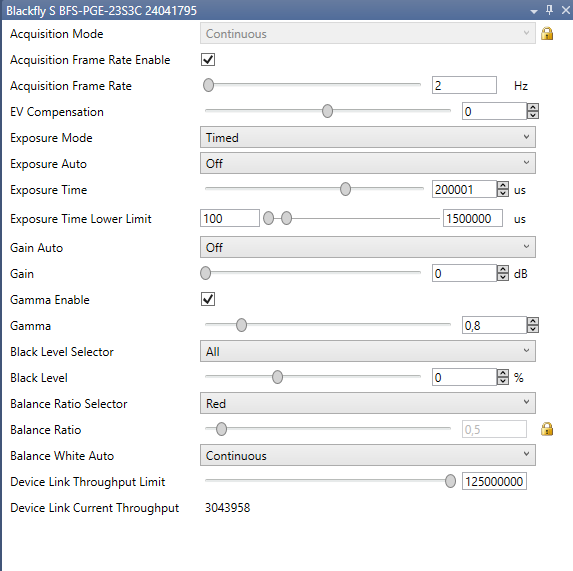 Blackfly S BFS-PGE-23S3C 24041795
Acquisition Mode Continuous
Acquisition Frame Rate Enable
Acquisition Frame Rate 2 Hz
EV Compensation 0
Exposure Mode Timed
Exposure Auto Off
Exposure Time 200001 us
Exposure Time Lower Limit 100 1500000 us
Gain Auto Off
Gain 0 dB
Gamma Enable
Gamma 0,8
Black Level Selector All
Black Level 0 %
Balance Ratio Selector Red
Balance Ratio 0,5
Balance White Auto Continuous
Device Link Throughput Limit 125000000
Device Link Current Throughput 3043958